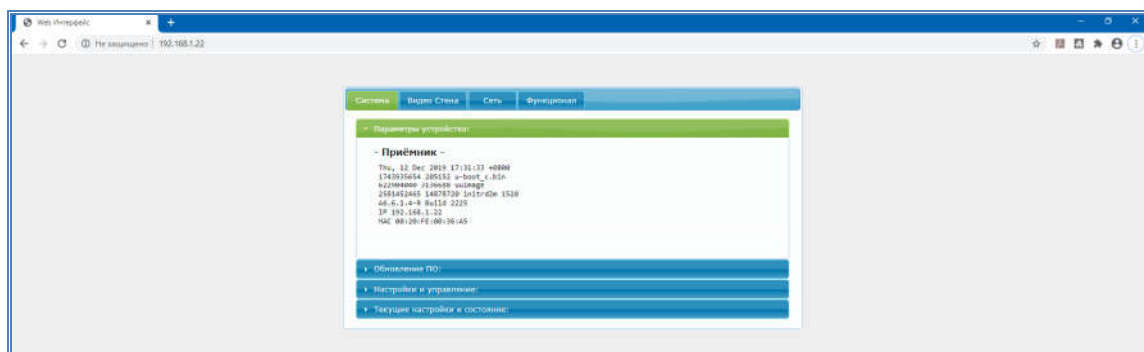 Web Интерфейс
Не защищено 192.168.1.22
Система Видео Стена Сеть Функционал
Параметры устройства:
- Приёмник -
Thu, 12 Dec 2019 17:31:33 +0800
1743935654 205152 u-boot_c.bin
622904000 3136688 uuImage
2581452465 14878720 initrd2m 1520
A6.6.1.4-R Build 2225
IP 192.168.1.22
MAC 00:20:FE:00:36:A5
Обновление ПО:
Настройки и управление:
Текущие настройки и состояние: